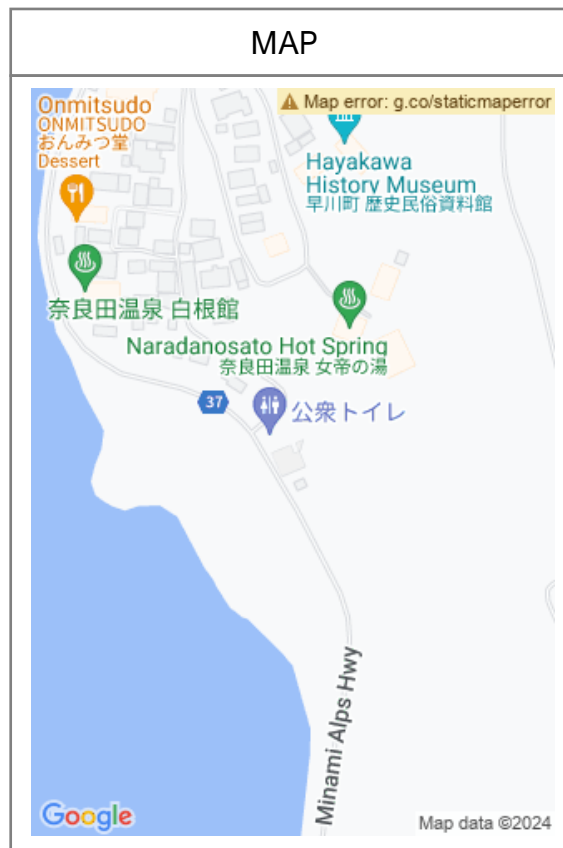 MAP
Map error: g.co/staticmaperror
Onmitsudo
ONMITSUDO
おんみつ堂
Dessert
Hayakawa
History Museum
早川町 歴史民俗資料館
奈良田温泉 白根館
Naradanosato Hot Spring
奈良田温泉 女帝の湯
37
公衆トイレ
Minami Alps Hwy
Google
Map data ©2024